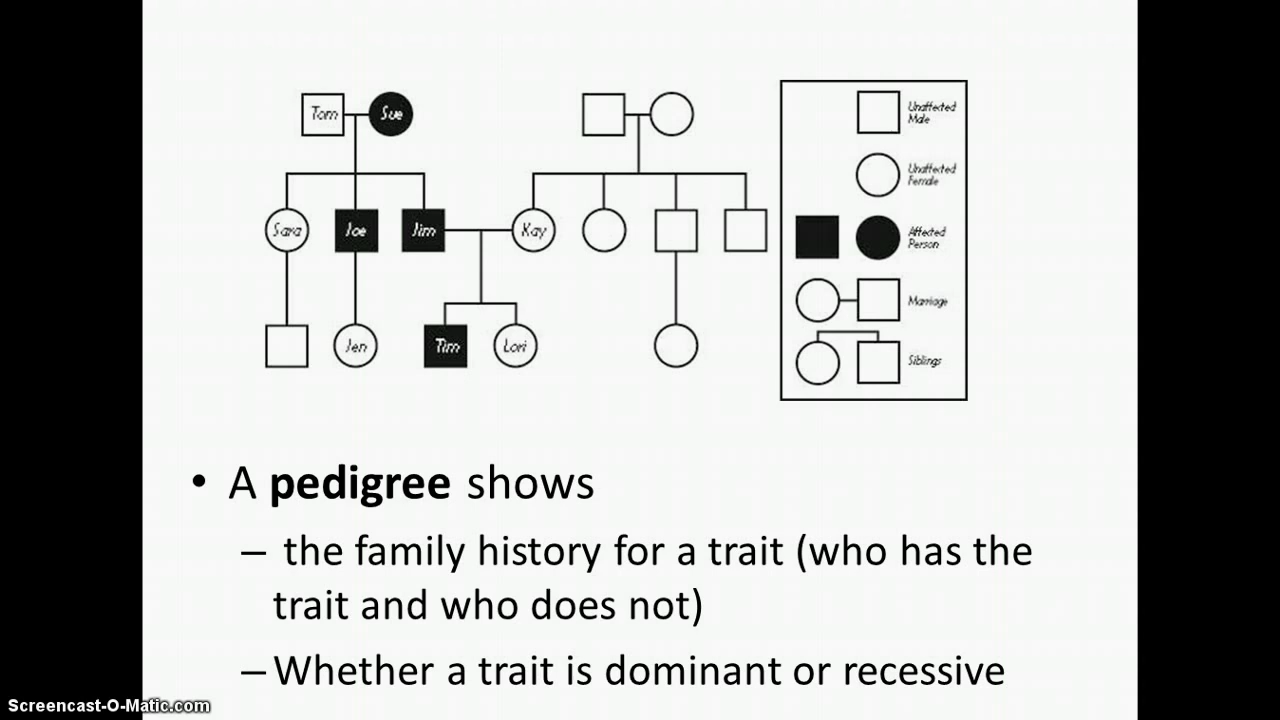 Tom Sue
Unaffected
Male
Unaffected
Female
Sara Joe Jim Kay
Affected
Person
Marriage
Jen Tim Lori
Siblings
• A pedigree shows
– the family history for a trait (who has the
trait and who does not)
– Whether a trait is dominant or recessive
Screencast-O-Matic.com